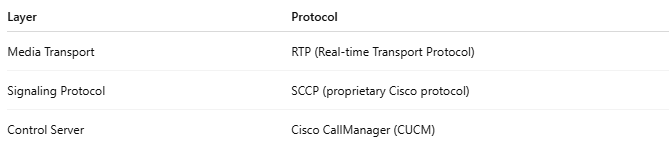 Layer Protocol
Media Transport RTP (Real-time Transport Protocol)
Signaling Protocol SCCP (proprietary Cisco protocol)
Control Server Cisco CallManager (CUCM)